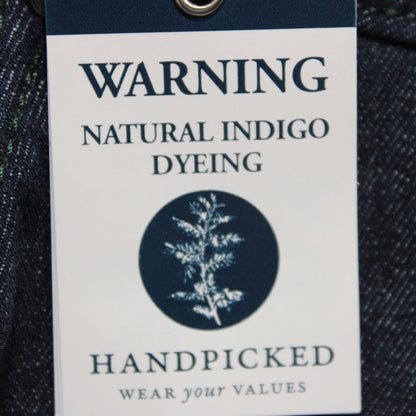 WARNING
NATURAL INDIGO
DYEING
HANDPICKED
WEAR your VALUES